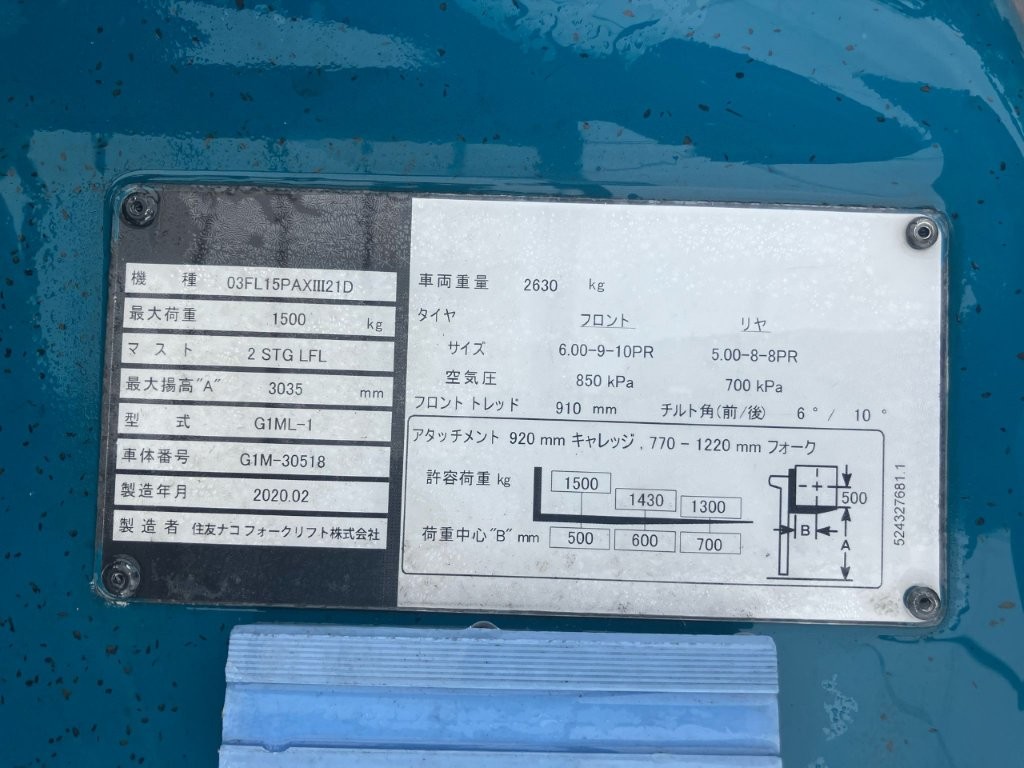 機 種 03FL15PAXIII21D
最大荷重 1500 kg
マスト 2 STG LFL
最大揚高"A" 3035 mm
型 式 G1ML-1
車体番号 G1M-30518
製造年月 2020.02
製造者 住友ナコ フォークリフト株式会社
車両重量 2630 kg
タイヤ フロント リヤ
サイズ 6.00-9-10PR 5.00-8-8PR
空気圧 850 kPa 700 kPa
フロント トレッド 910 mm チルト角(前/後) 6° / 10°
アタッチメント 920 mm キャレッジ , 770 - 1220 mm フォーク
許容荷重 kg 1500 1430 1300
荷重中心"B" mm 500 600 700
500
B
A
524327681.1